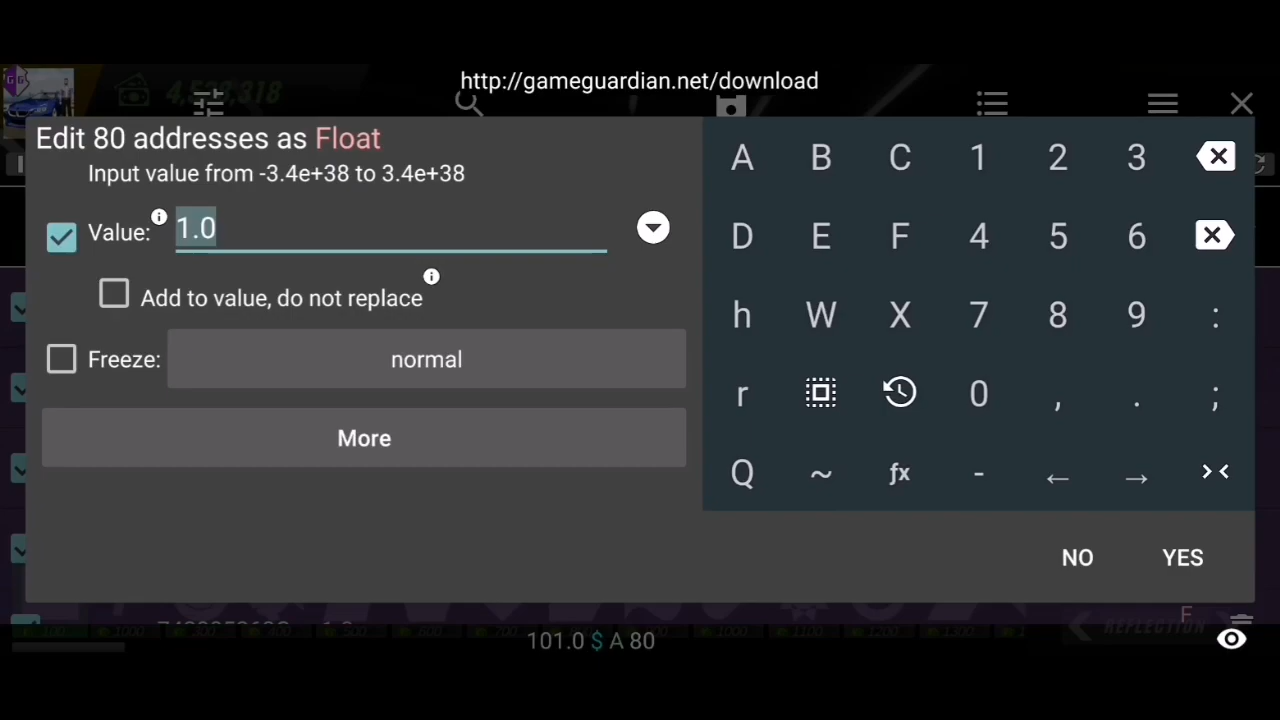 http://gameguardian.net/download
Edit 80 addresses as Float
Input value from -3.4e+38 to 3.4e+38
Value: 1.0
Add to value, do not replace
Freeze: normal
More
A B C 1 2 3
D E F 4 5 6
h W X 7 8 9 :
r 0 , . ;
Q ~ fx - ← → ><
NO YES
F
REFLECTION
101.0 $ A 80